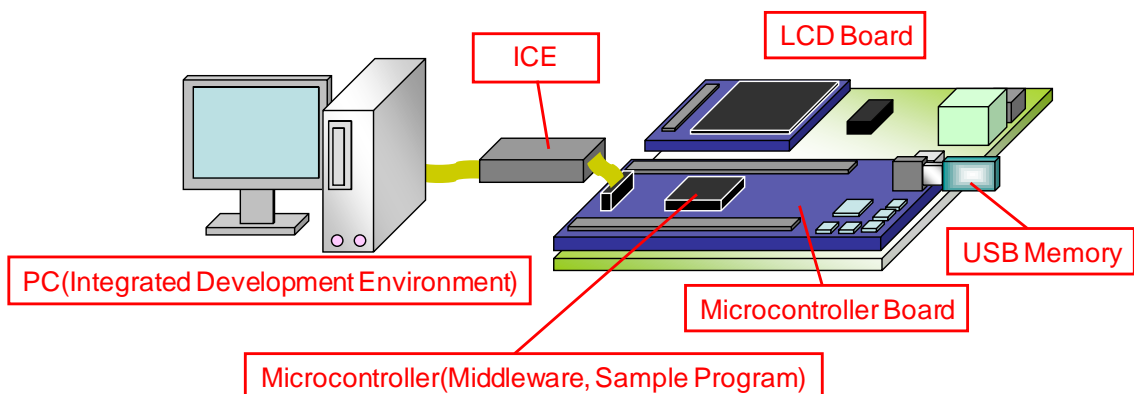 LCD Board
ICE
USB Memory
PC(Integrated Development Environment)
Microcontroller Board
Microcontroller(Middleware, Sample Program)